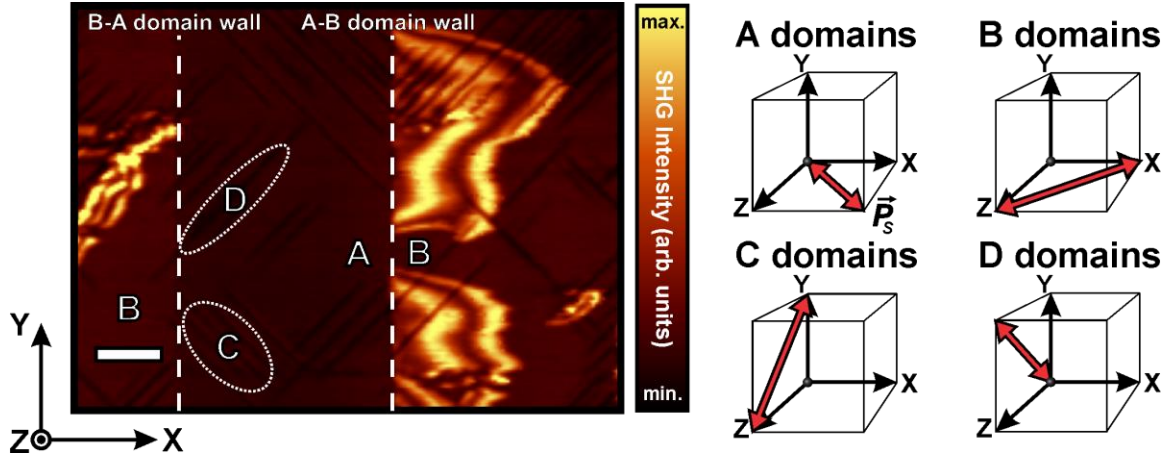 B-A domain wall
A-B domain wall
D
A
B
B
C
Y
Z
X
max.
SHG Intensity (arb. units)
min.
A domains
Y
X
Z
P⃗S
B domains
Y
X
Z
C domains
Y
X
Z
D domains
Y
X
Z